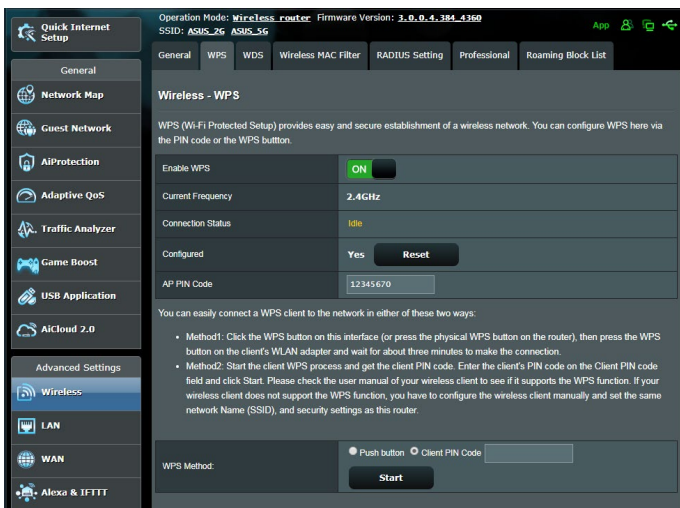 Quick Internet
Setup
General
Network Map
Guest Network
AiProtection
Adaptive QoS
Traffic Analyzer
Game Boost
USB Application
AiCloud 2.0
Advanced Settings
Wireless
LAN
WAN
Alexa & IFTTT
Operation Mode: Wireless router Firmware Version: 3.0.0.4.384_4360
SSID: ASUS_2G ASUS_5G
App
General WPS WDS Wireless MAC Filter RADIUS Setting Professional Roaming Block List
Wireless - WPS
WPS (Wi-Fi Protected Setup) provides easy and secure establishment of a wireless network. You can configure WPS here via
the PIN code or the WPS buttton.
Enable WPS ON
Current Frequency 2.4GHz
Connection Status Idle
Configured Yes Reset
AP PIN Code 12345670
You can easily connect a WPS client to the network in either of these two ways:
• Method1: Click the WPS button on this interface (or press the physical WPS button on the router), then press the WPS
button on the client's WLAN adapter and wait for about three minutes to make the connection.
• Method2: Start the client WPS process and get the client PIN code. Enter the client's PIN code on the Client PIN code
field and click Start. Please check the user manual of your wireless client to see if it supports the WPS function. If your
wireless client does not support the WPS function, you have to configure the wireless client manually and set the same
network Name (SSID), and security settings as this router.
WPS Method: Push button Client PIN Code
Start